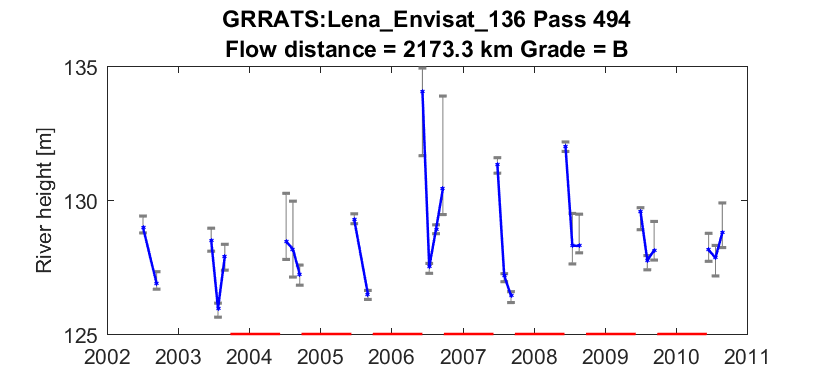 GRRATS:Lena_Envisat_136 Pass 494
Flow distance = 2173.3 km Grade = B
River height [m]
135
130
125
2002 2003 2004 2005 2006 2007 2008 2009 2010 2011